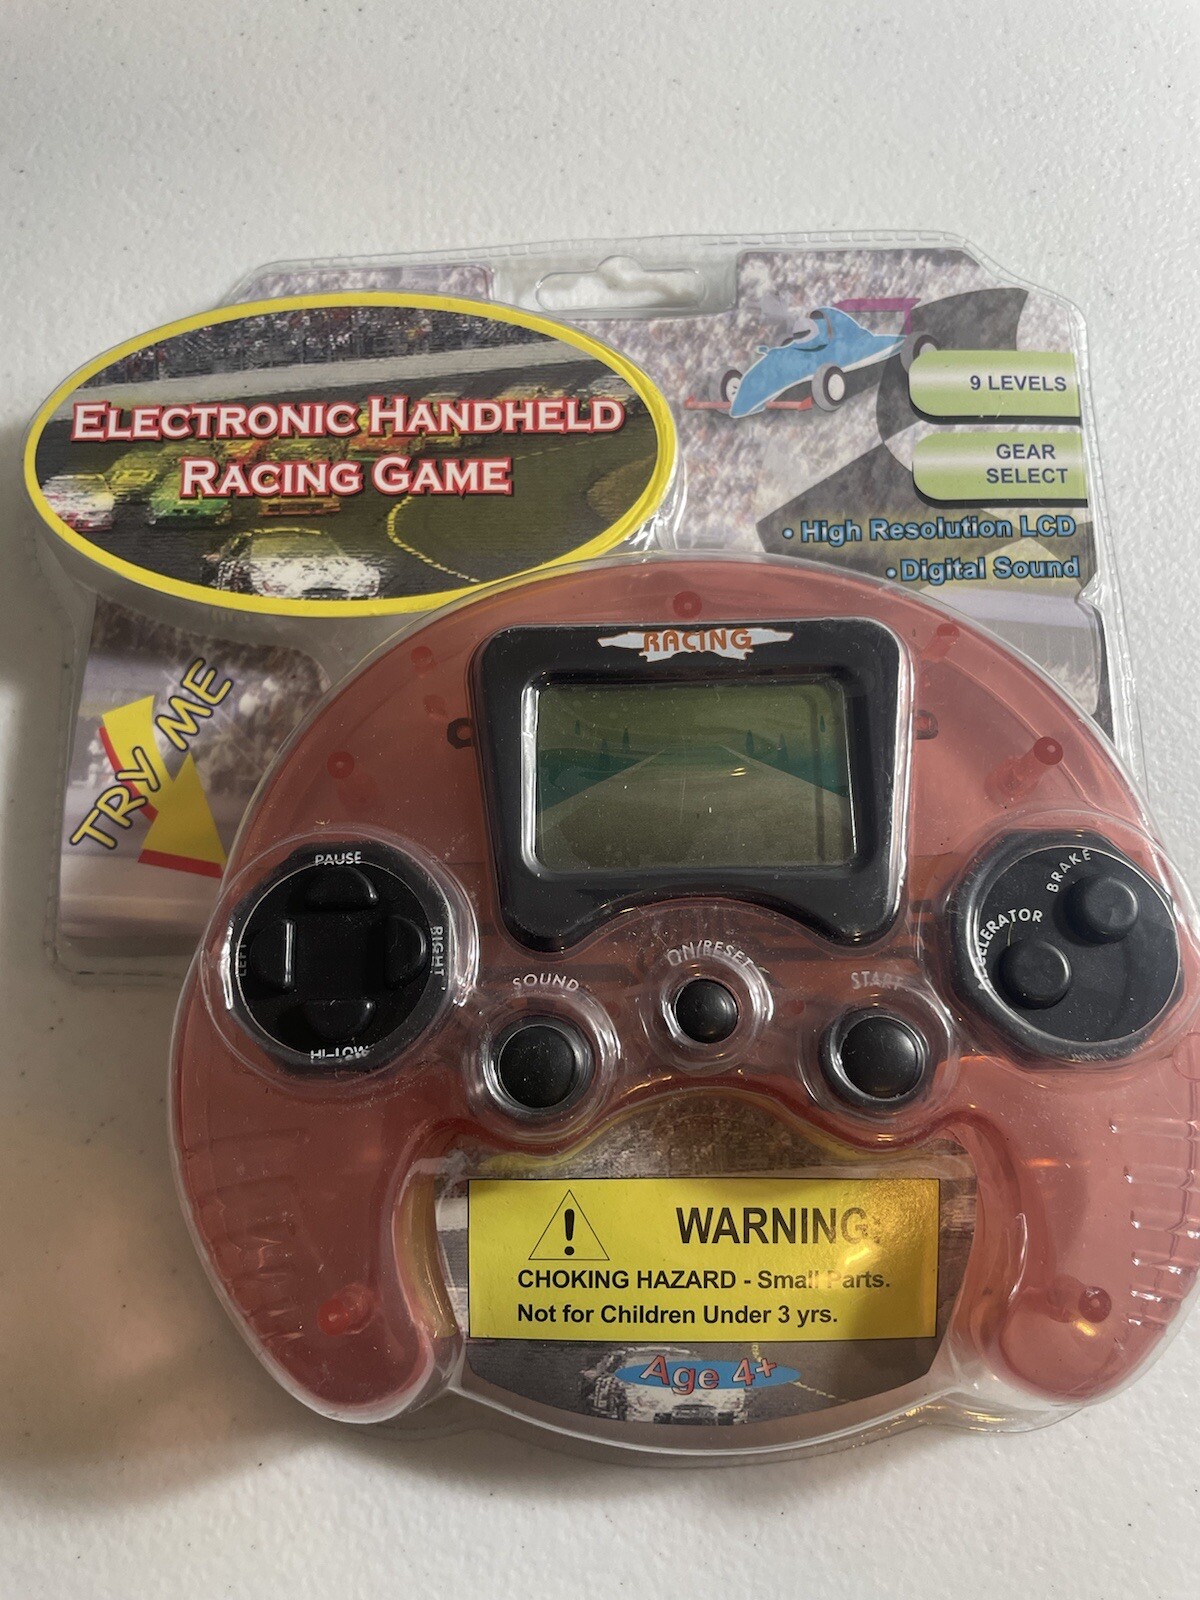 ELECTRONIC HANDHELD
RACING GAME
9 LEVELS
GEAR
SELECT
• High Resolution LCD
• Digital Sound
TRY ME
RACING
PAUSE
LEFT
RIGHT
HI-LOW
SOUND
ON/RESET
START
BRAKE
ACCELERATOR
WARNING:
CHOKING HAZARD - Small Parts.
Not for Children Under 3 yrs.
Age 4+